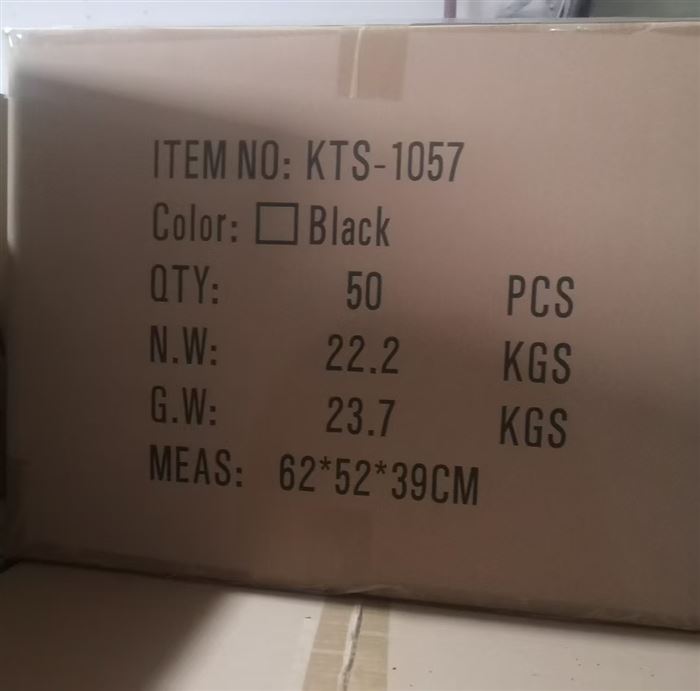 ITEM NO: KTS-1057
Color: □ Black
QTY: 50 PCS
N.W: 22.2 KGS
G.W: 23.7 KGS
MEAS: 62*52*39CM